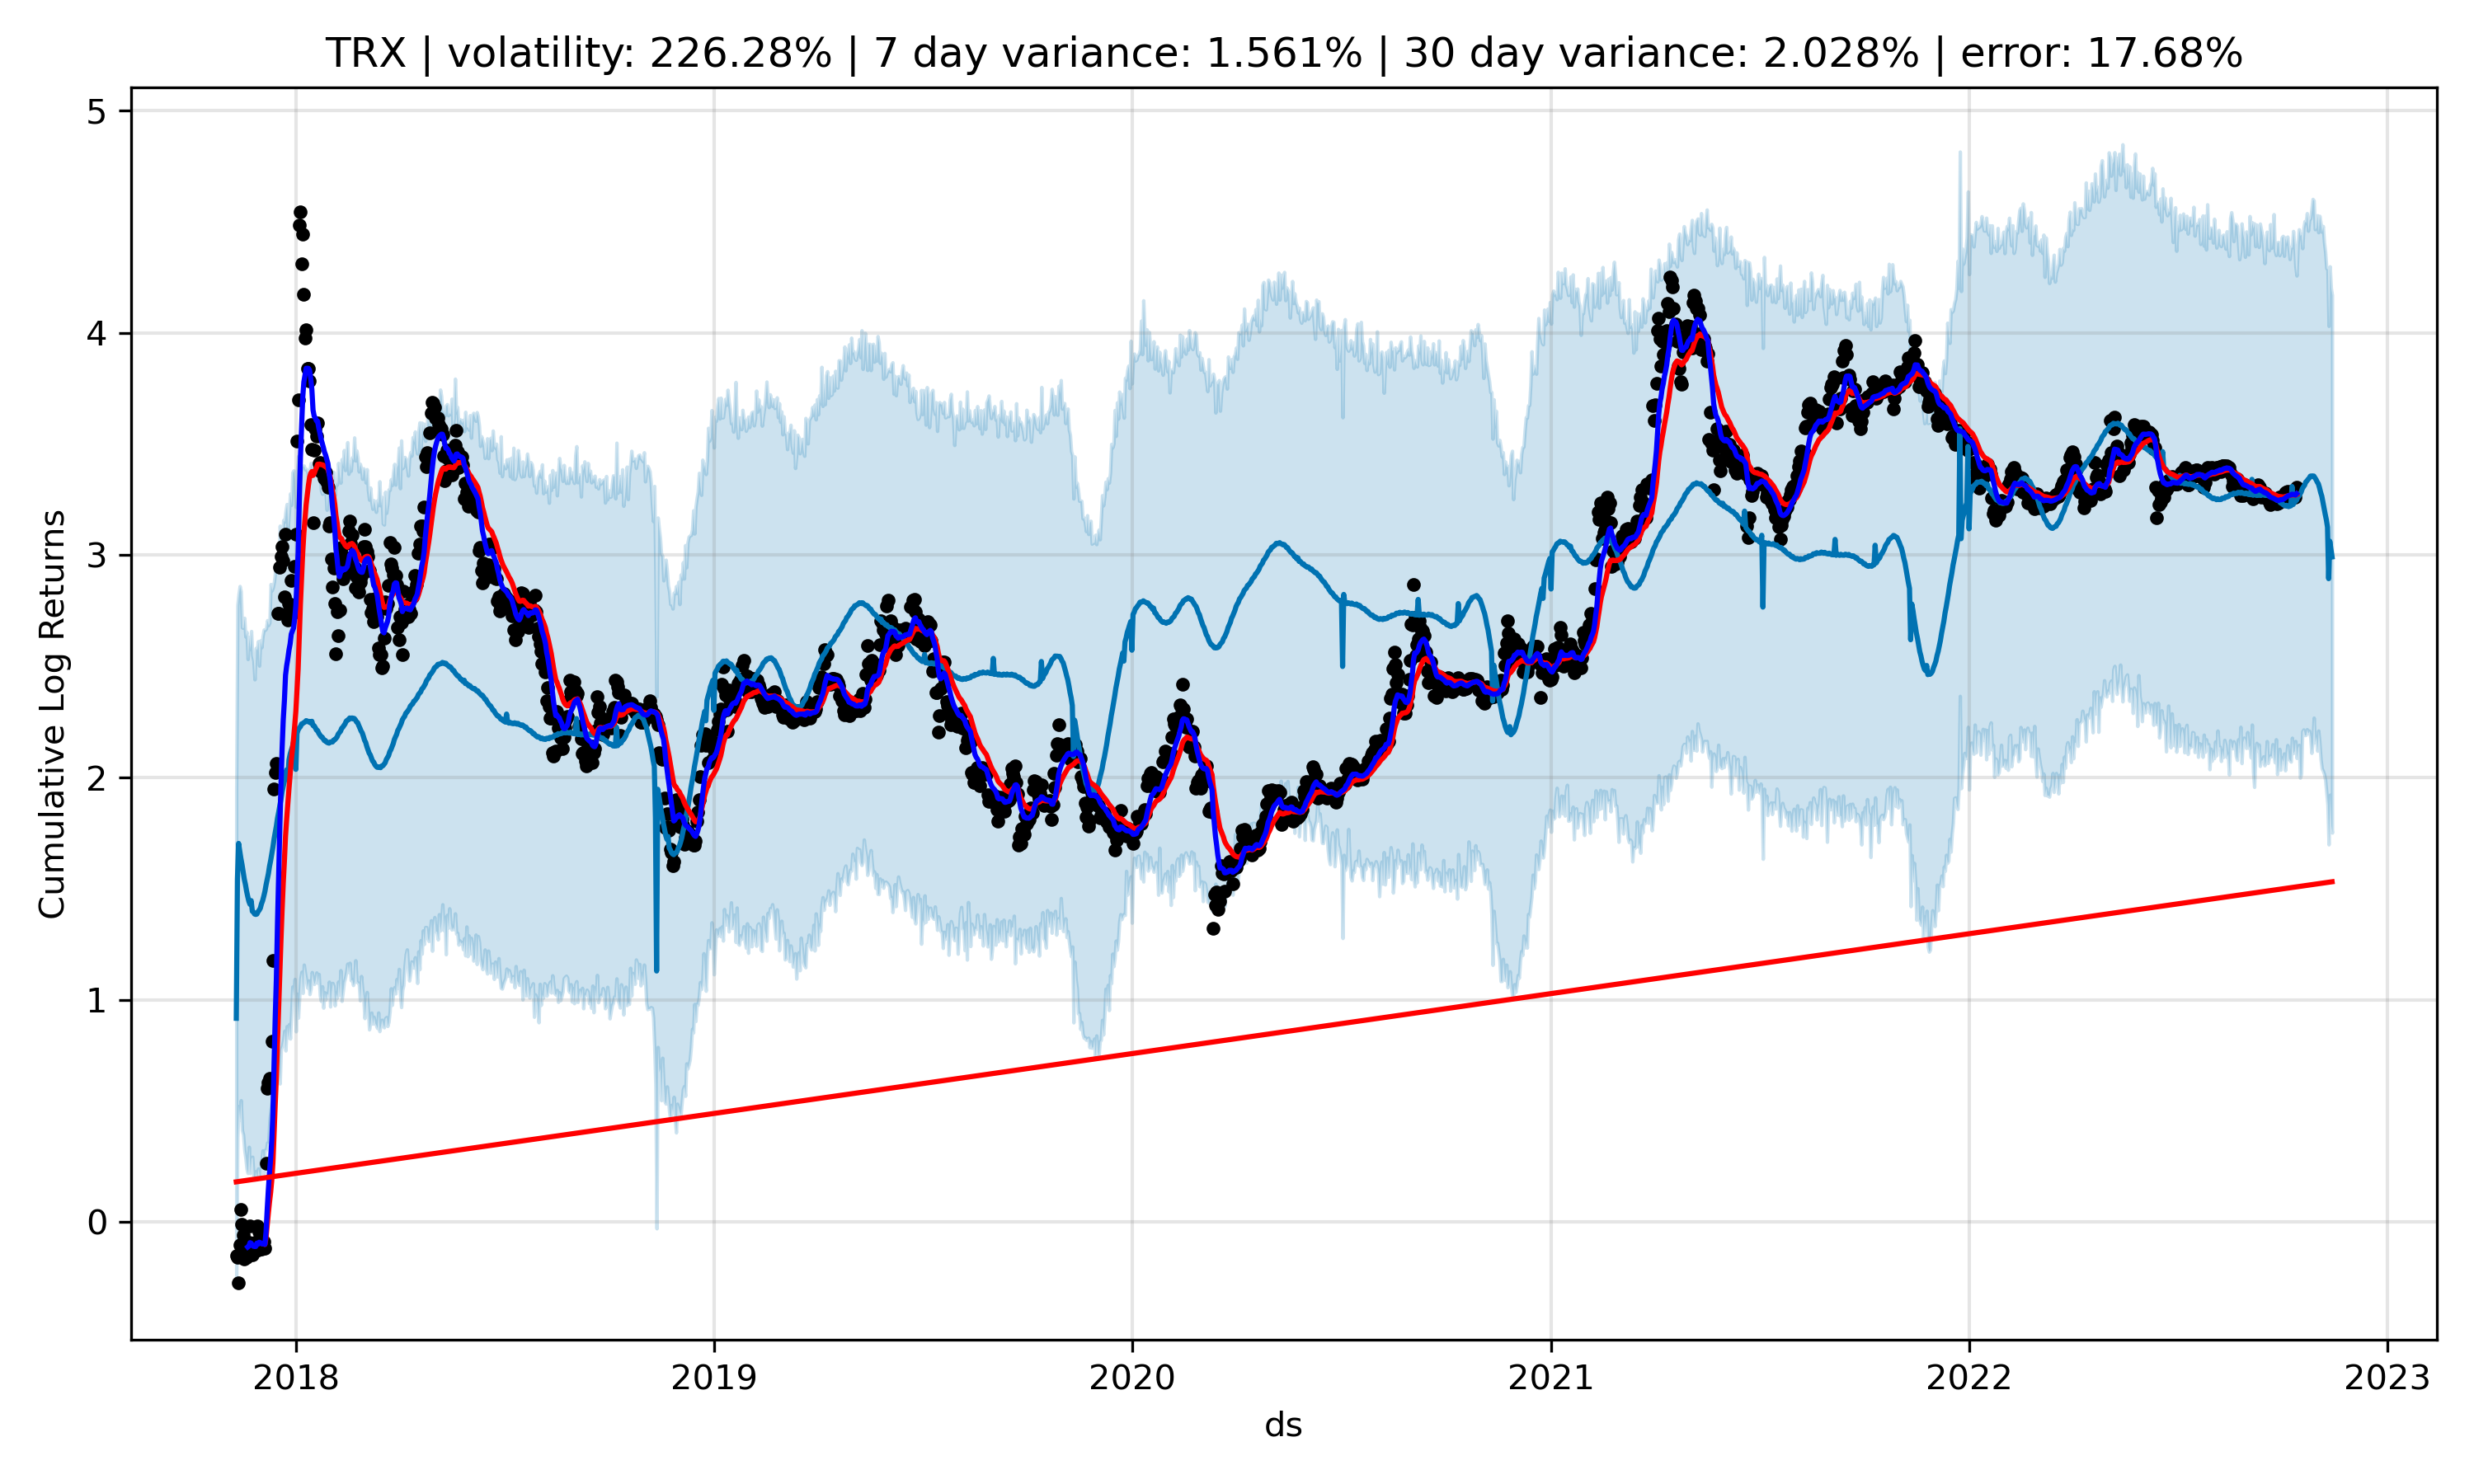 TRX | volatility: 226.28% | 7 day variance: 1.561% | 30 day variance: 2.028% | error: 17.68%
Cumulative Log Returns
5
4
3
2
1
0
2018 2019 2020 2021 2022 2023
ds